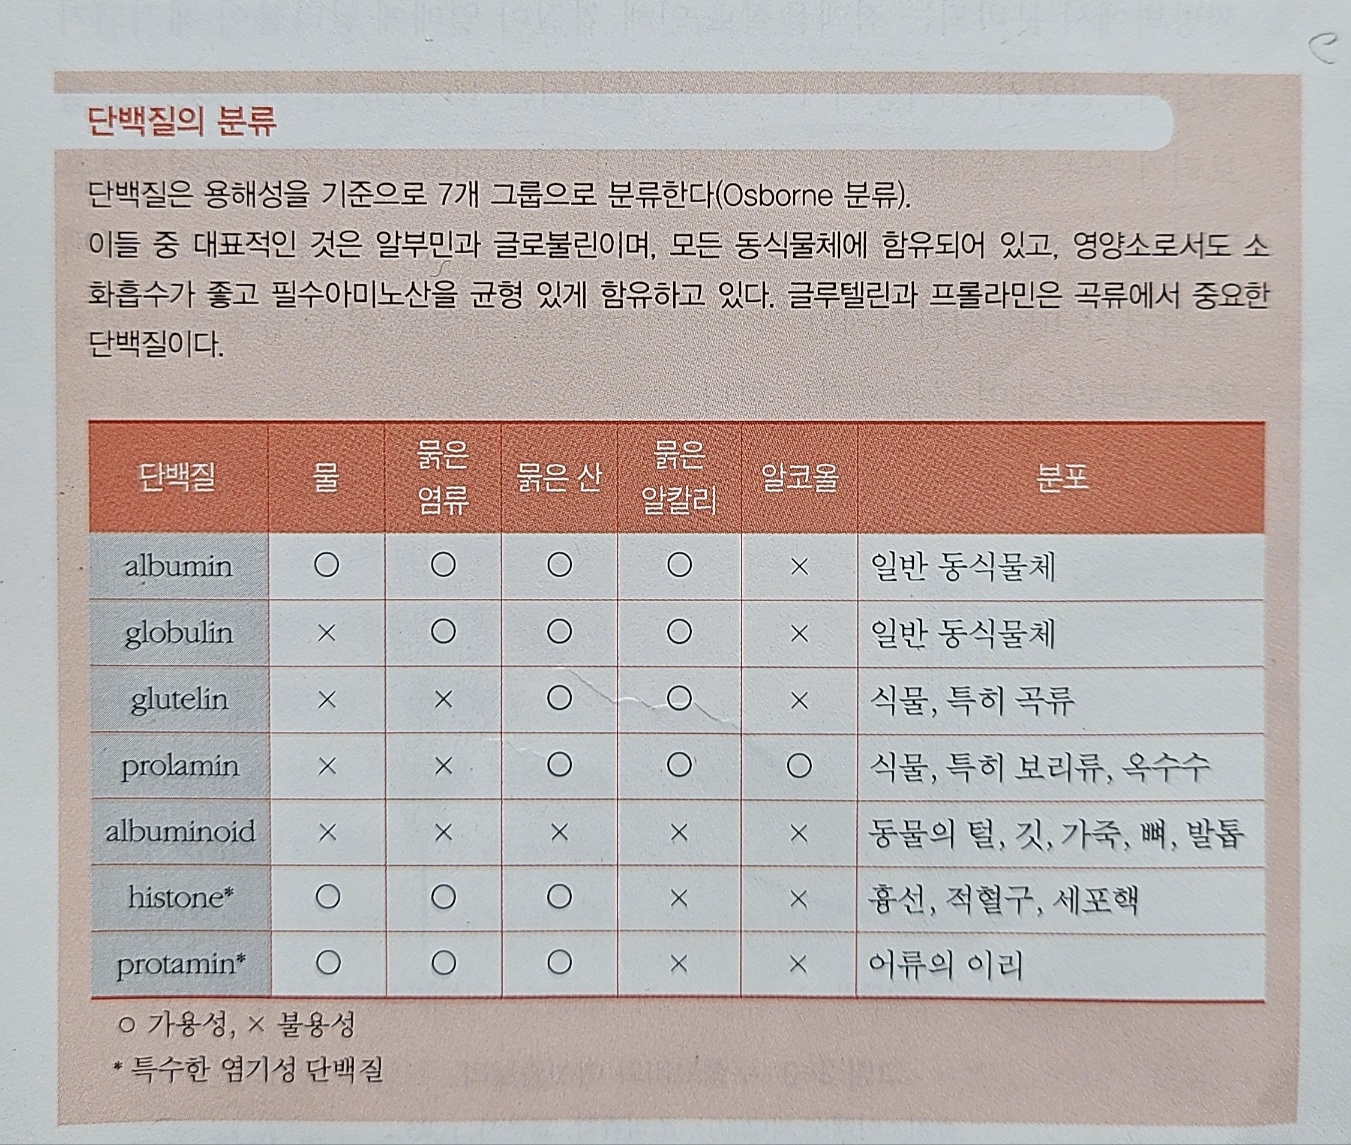 단백질의 분류
단백질은 용해성을 기준으로 7개 그룹으로 분류한다(Osborne 분류).
이들 중 대표적인 것은 알부민과 글로불린이며, 모든 동식물체에 함유되어 있고, 영양소로서도 소
화흡수가 좋고 필수아미노산을 균형 있게 함유하고 있다. 글루텔린과 프롤라민은 곡류에서 중요한
단백질이다.
단백질 물 묽은 염류 묽은 산 묽은 알칼리 알코올 분포
albumin ○ ○ ○ ○ × 일반 동식물체
globulin × ○ ○ ○ × 일반 동식물체
glutelin × × ○ ○ × 식물, 특히 곡류
prolamin × × ○ ○ ○ 식물, 특히 보리류, 옥수수
albuminoid × × × × × 동물의 털, 깃, 가죽, 뼈, 발톱
histone* ○ ○ ○ × × 흉선, 적혈구, 세포핵
protamin* ○ ○ ○ × × 어류의 이리
○ 가용성, × 불용성
* 특수한 염기성 단백질